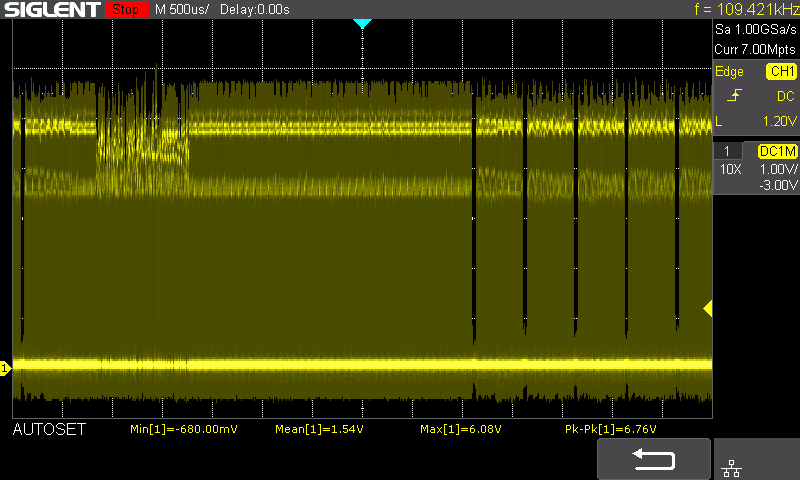 SIGLENT Stop M 500us/ Delay:0.00s f = 109.421kHz
Sa 1.00GSa/s
Curr 7.00Mpts
Edge CH1
DC
L 1.20V
1 DC1M
10X 1.00V/
-3.00V
1
AUTOSET Min[1]=-680.00mV Mean[1]=1.54V Max[1]=6.08V Pk-Pk[1]=6.76V